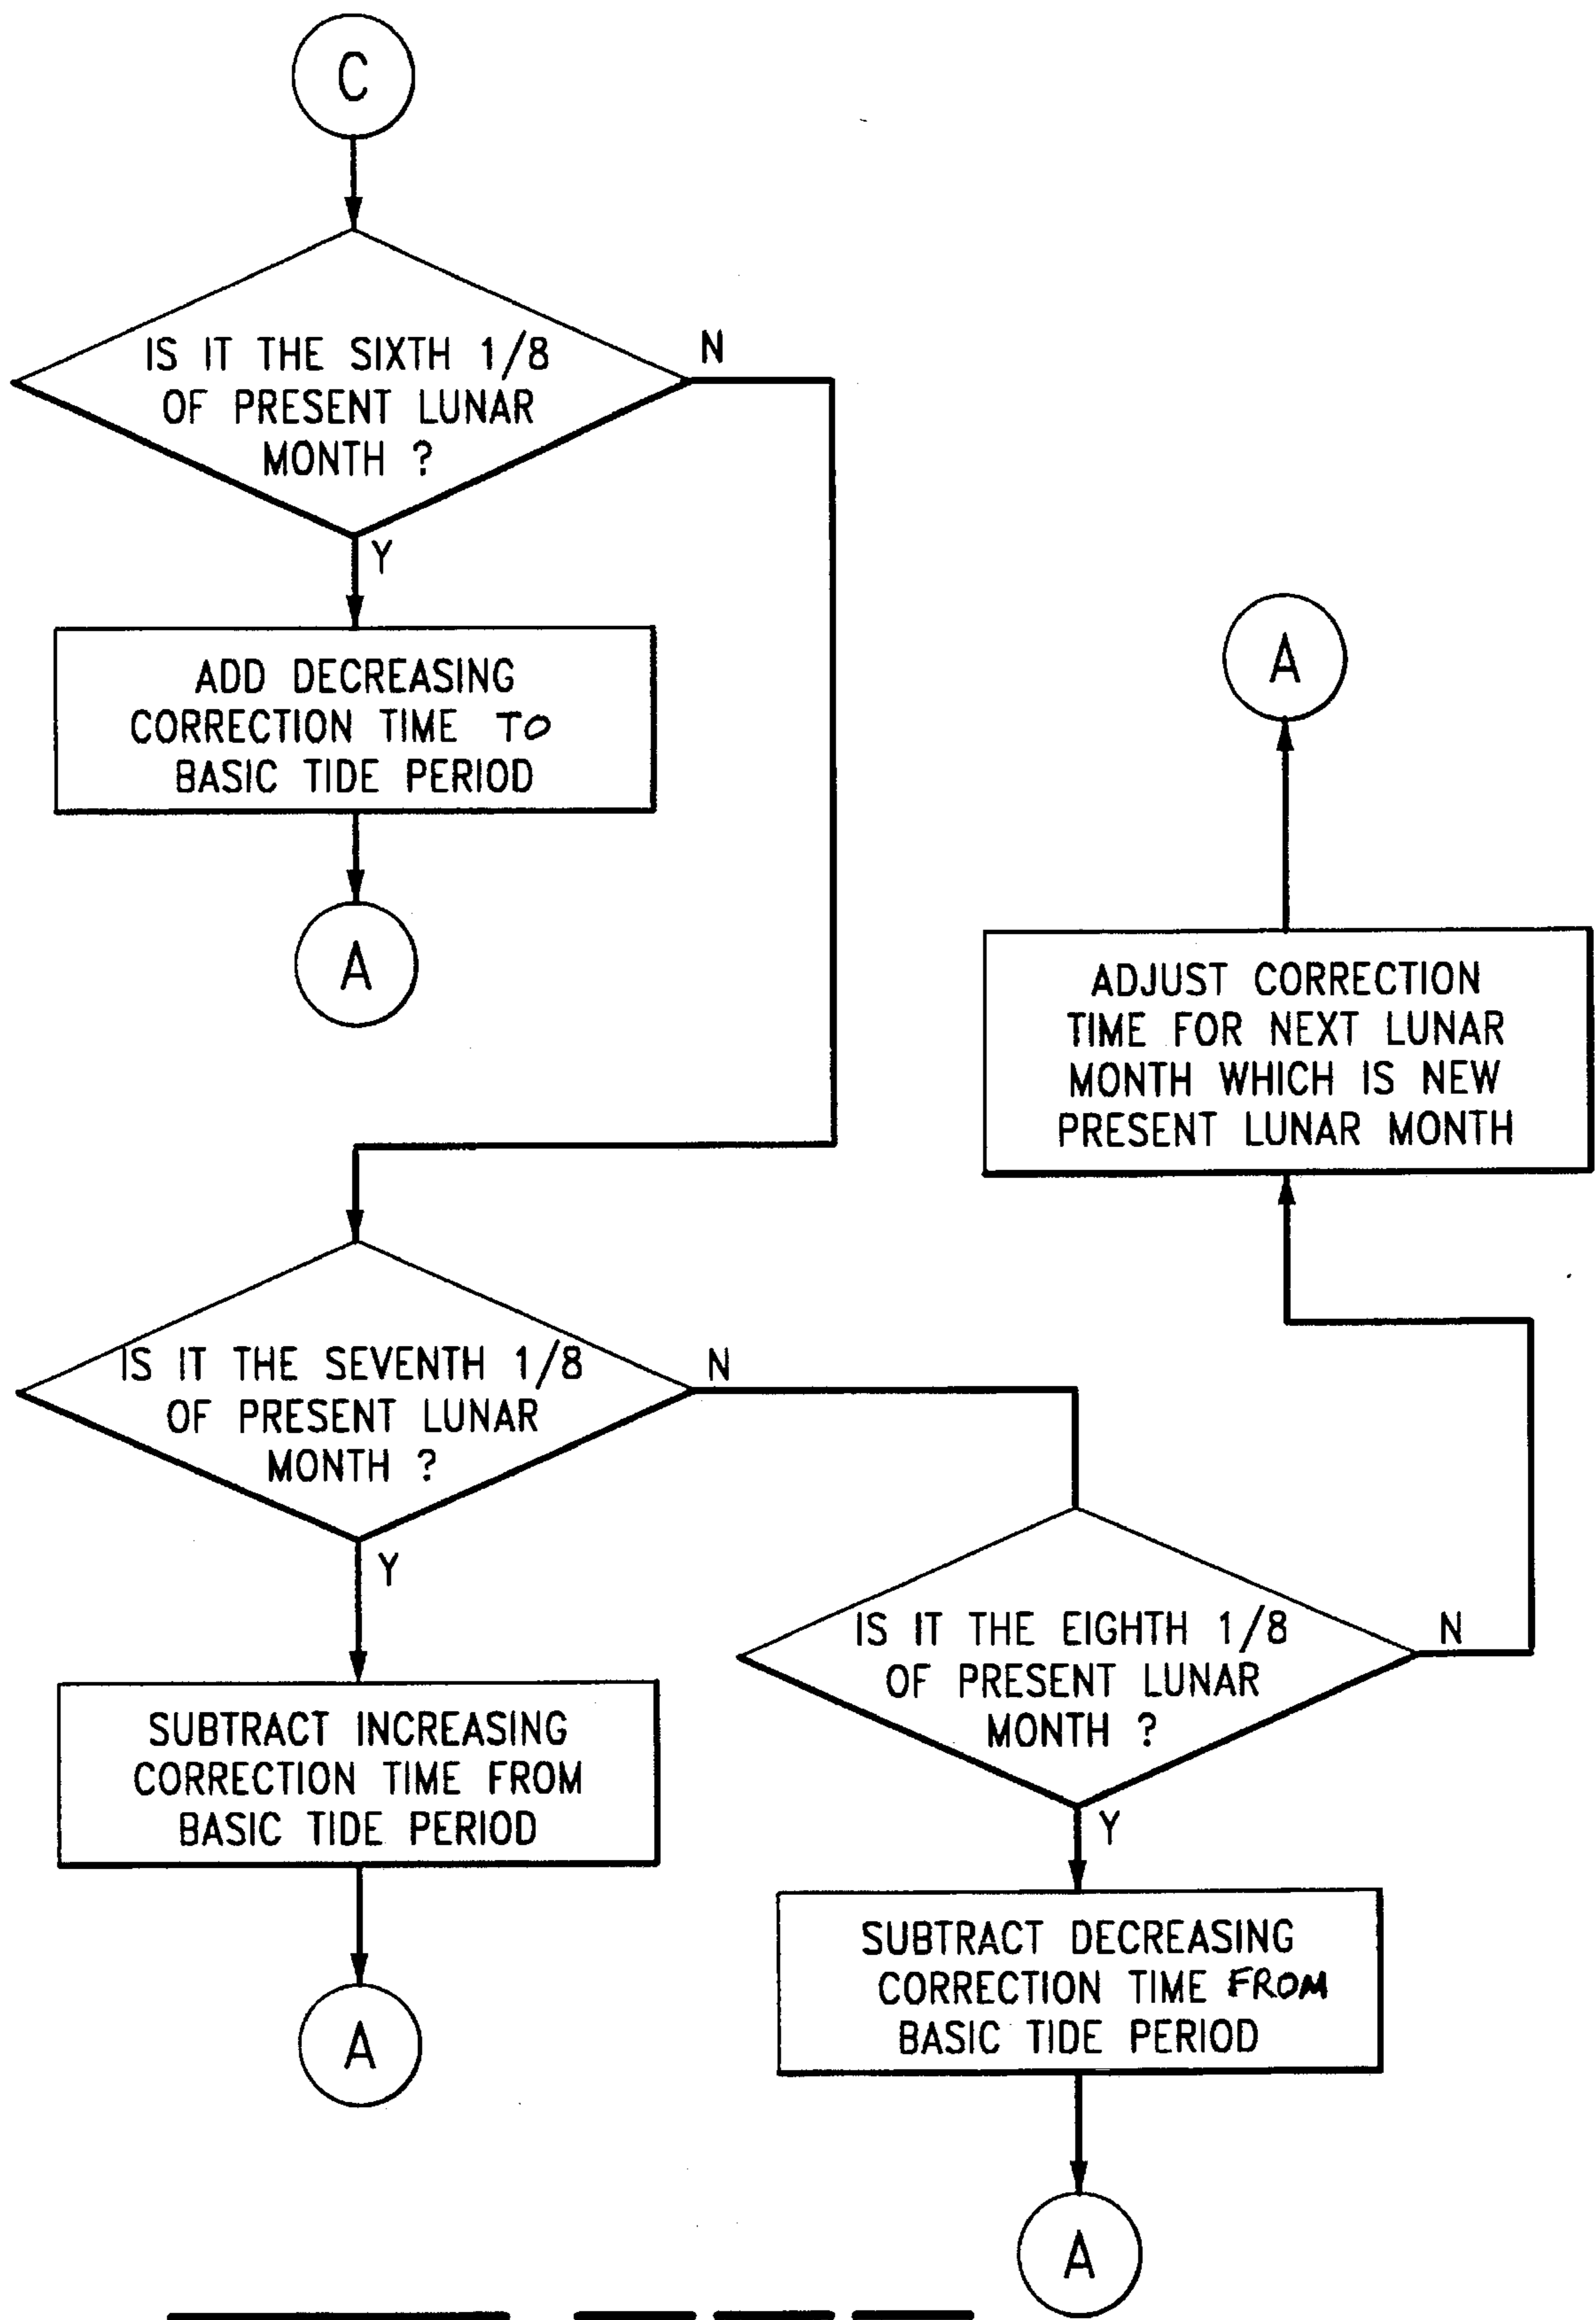 C
IS IT THE SIXTH 1/8
OF PRESENT LUNAR
MONTH ?
N
Y
ADD DECREASING
CORRECTION TIME TO
BASIC TIDE PERIOD
A
A
ADJUST CORRECTION
TIME FOR NEXT LUNAR
MONTH WHICH IS NEW
PRESENT LUNAR MONTH
IS IT THE SEVENTH 1/8
OF PRESENT LUNAR
MONTH ?
N
Y
SUBTRACT INCREASING
CORRECTION TIME FROM
BASIC TIDE PERIOD
A
IS IT THE EIGHTH 1/8
OF PRESENT LUNAR
MONTH ?
N
Y
SUBTRACT DECREASING
CORRECTION TIME FROM
BASIC TIDE PERIOD
A